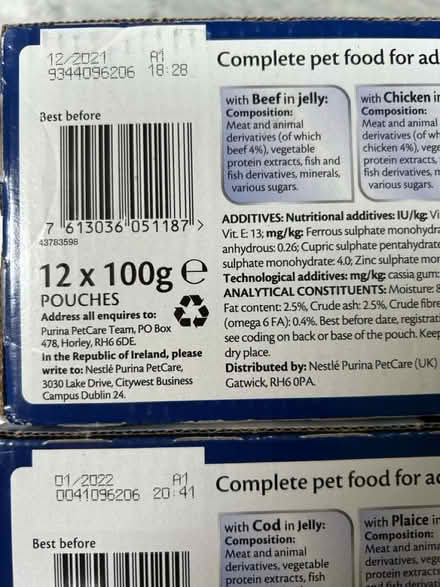 12/2021 A1
9344096206 18:28
Best before
7 613036 051187 >
43783598
12 x 100g e
POUCHES
Address all enquires to:
Purina PetCare Team, PO Box
478, Horley, RH6 6DE.
In the Republic of Ireland, please
write to: Nestlé Purina PetCare,
3030 Lake Drive, Citywest Business
Campus Dublin 24.
Complete pet food for ad
with Beef in jelly:
Composition:
Meat and animal
derivatives (of which
beef 4%), vegetable
protein extracts, fish and
fish derivatives, minerals,
various sugars.
with Chicken in
Composition:
Meat and animal
derivatives (of wh
chicken 4%), vege
protein extracts,
fish derivatives, m
various sugars.
ADDITIVES: Nutritional additives: IU/kg: Vi
Vit. E: 13; mg/kg: Ferrous sulphate monohydra
anhydrous: 0.26; Cupric sulphate pentahydrat
sulphate monohydrate: 4.0; Zinc sulphate mon
Technological additives: mg/kg: cassia gum:
ANALYTICAL CONSTITUENTS: Moisture: 8
Fat content: 2.5%, Crude ash: 2.5%, Crude fibre
(omega 6 FA): 0.4%. Best before date, registrati
see coding on back or base of the pouch. Keep
dry place.
Distributed by: Nestlé Purina PetCare (UK)
Gatwick, RH6 0PA.
01/2022 A1
0041096206 20:41
Best before
Complete pet food for ad
with Cod in Jelly:
Composition:
Meat and animal
derivatives, vegetable
protein extracts, fish
with Plaice in
Composition:
Meat and anima
derivatives, vege